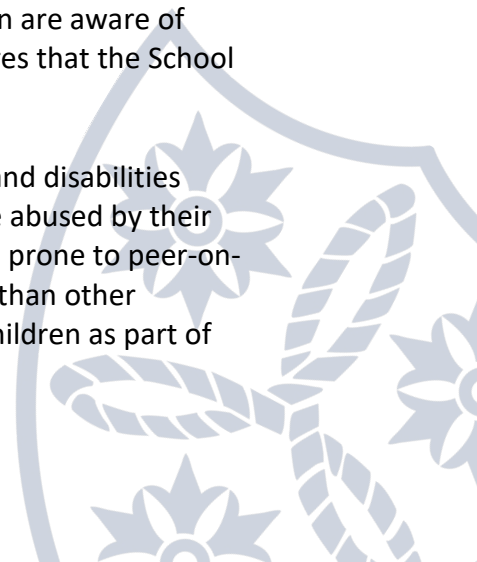 n are aware of
es that the School
and disabilities
e abused by their
prone to peer-on-
than other
hildren as part of